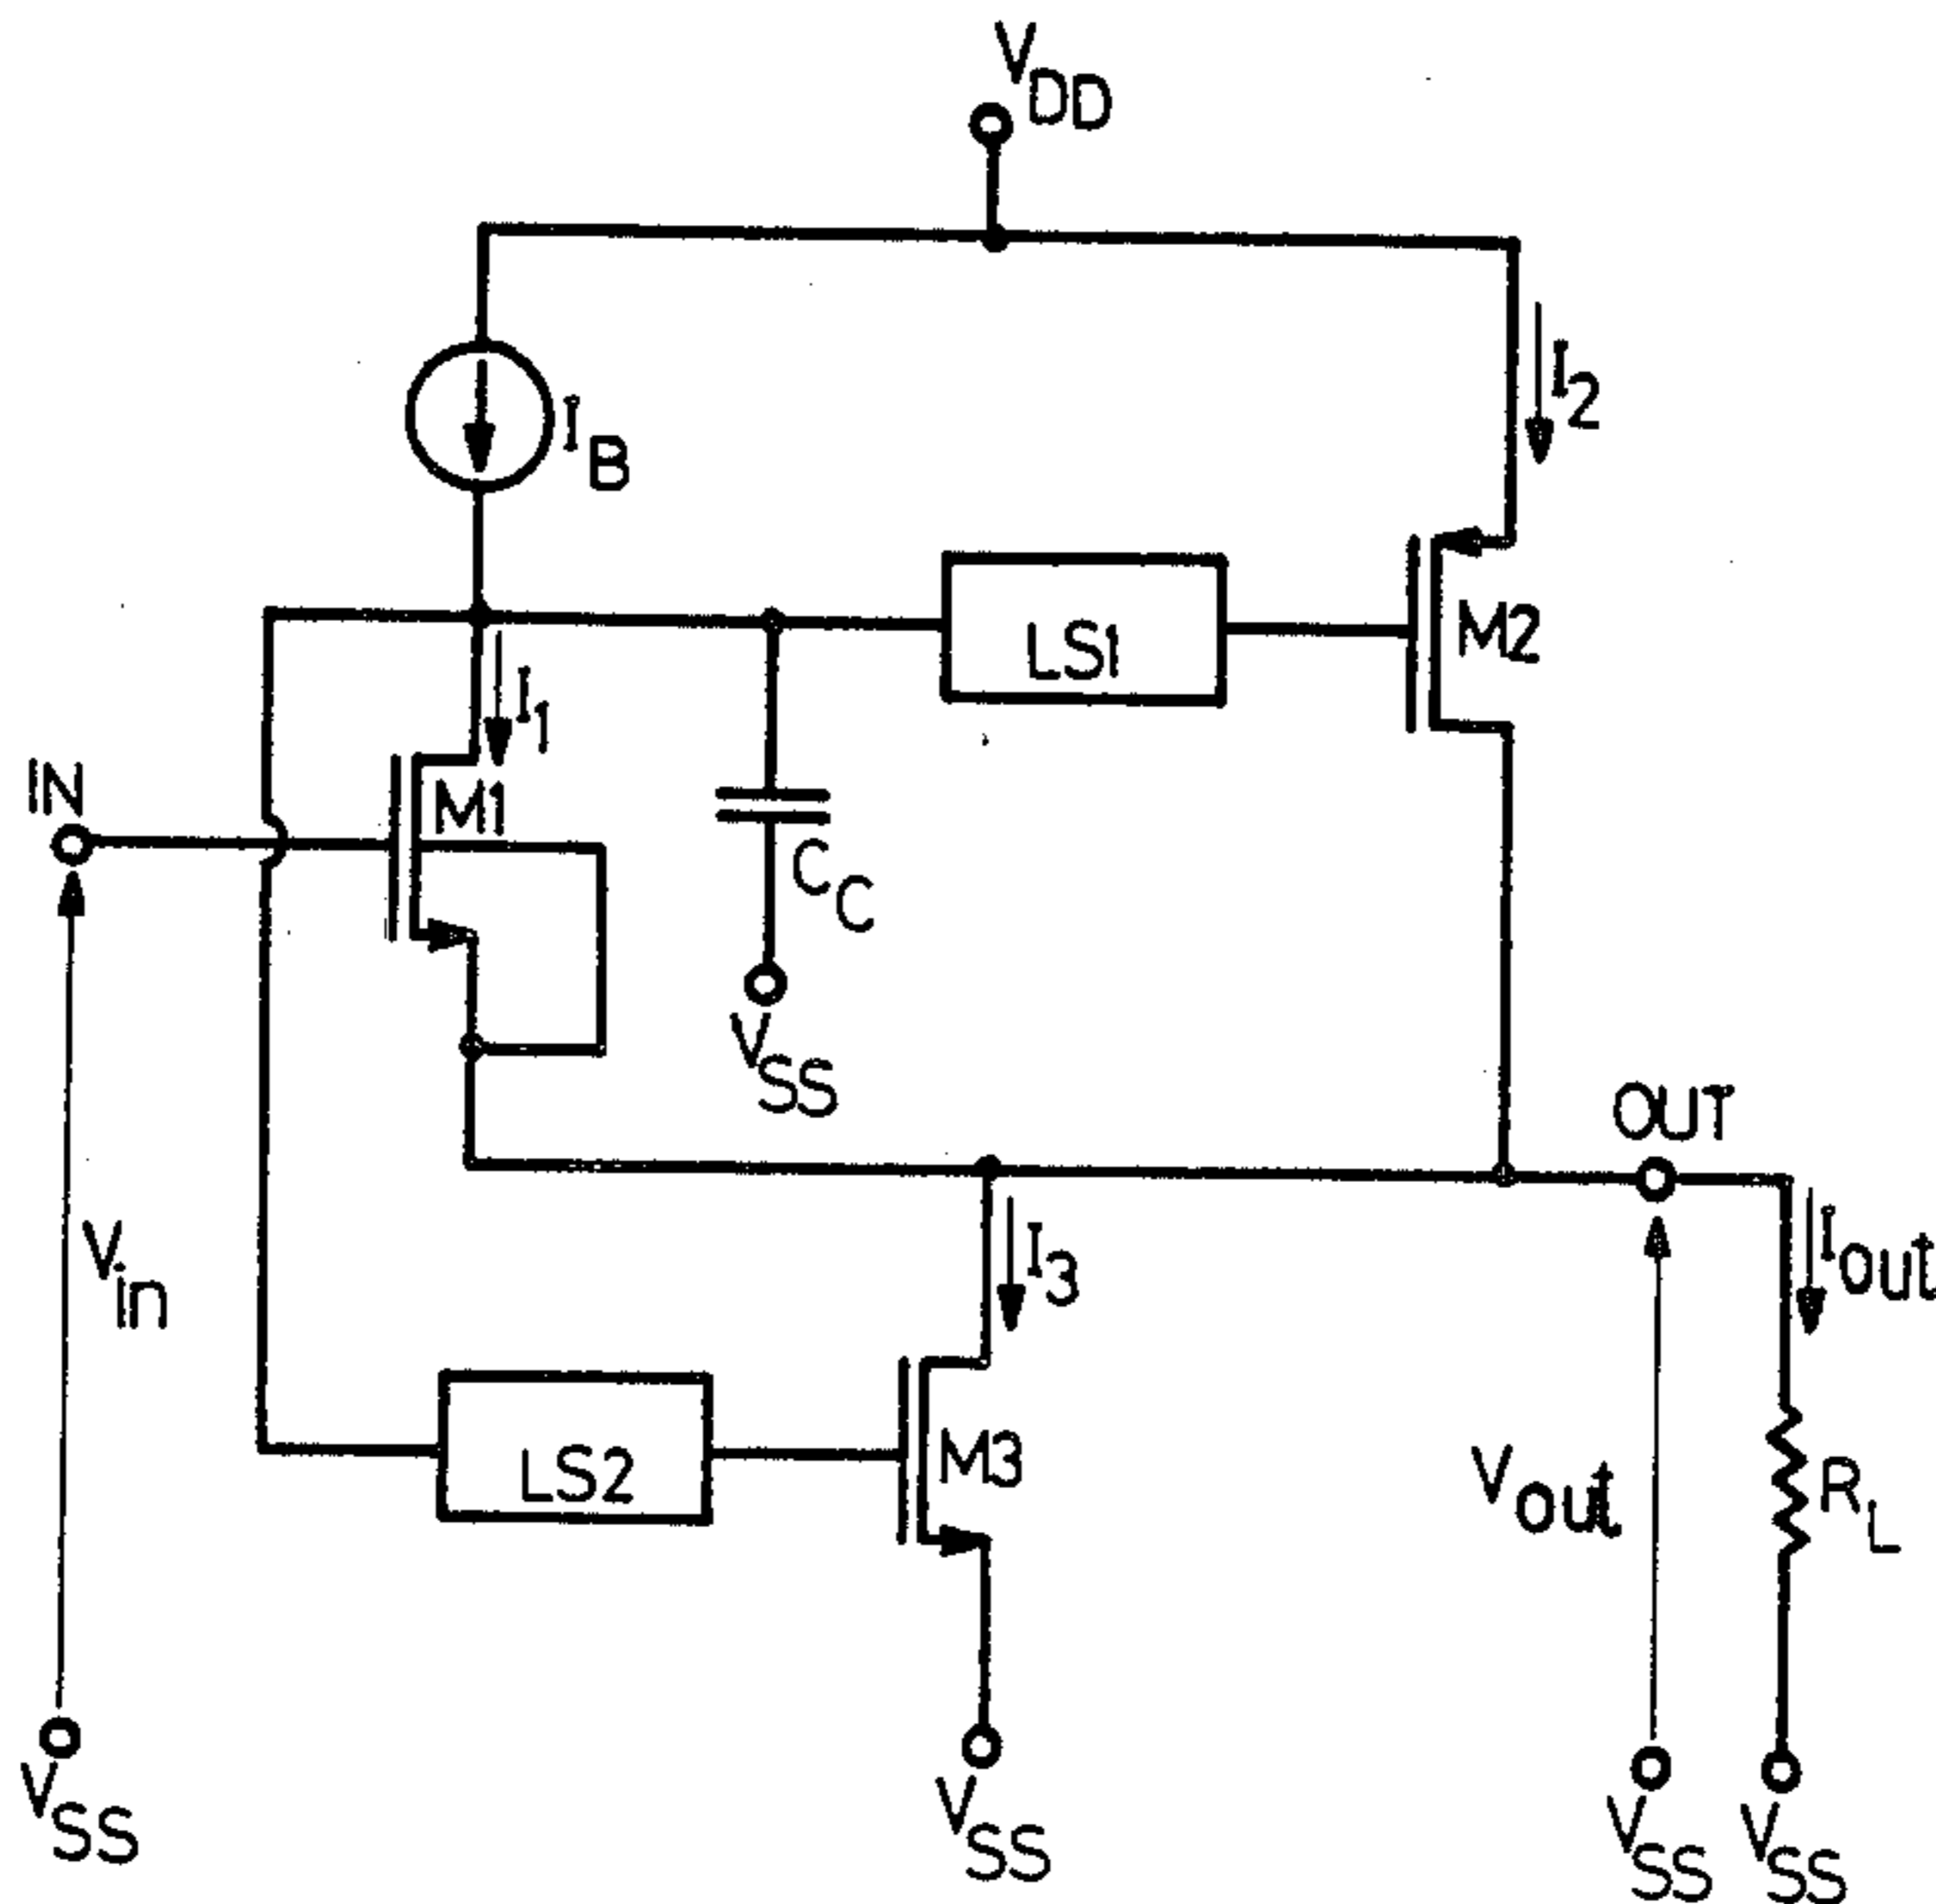 VDD
IB
I2
LS1
M2
I1
IN
M1
CC
VSS
OUT
I3
Iout
Vin
LS2
M3
Vout
RL
VSS
VSS
VSS
VSS